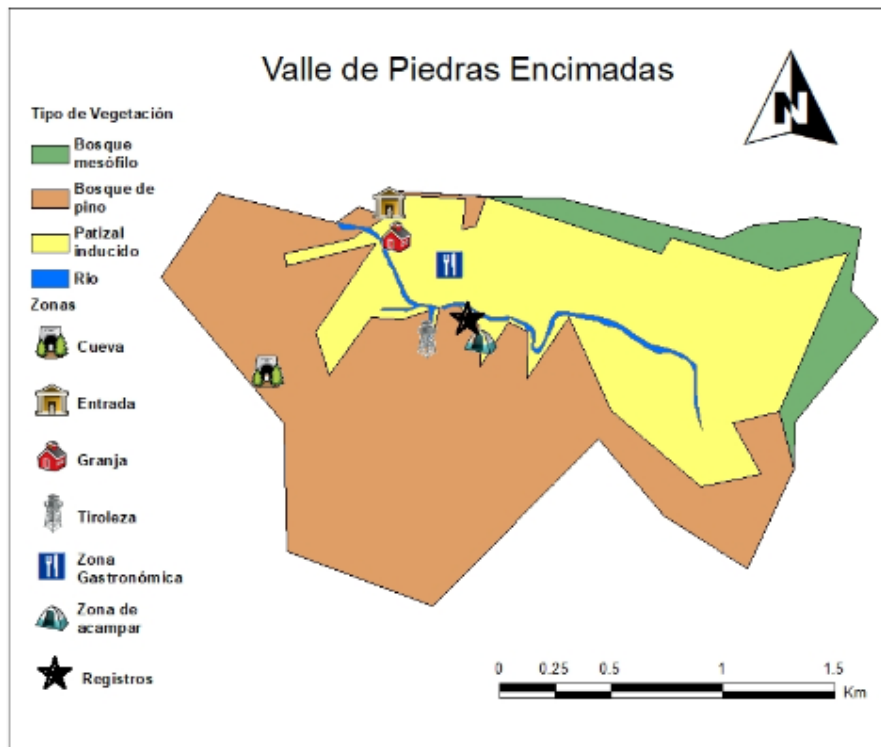 Valle de Piedras Encimadas
N
Tipo de Vegetación
Bosque
mesófilo
Bosque de
pino
Patizal
inducido
Río
Zonas
Cueva
Entrada
Granja
Tiroleza
Zona
Gastronómica
Zona de
acampar
Registros
0 0.25 0.5 1 1.5
Km